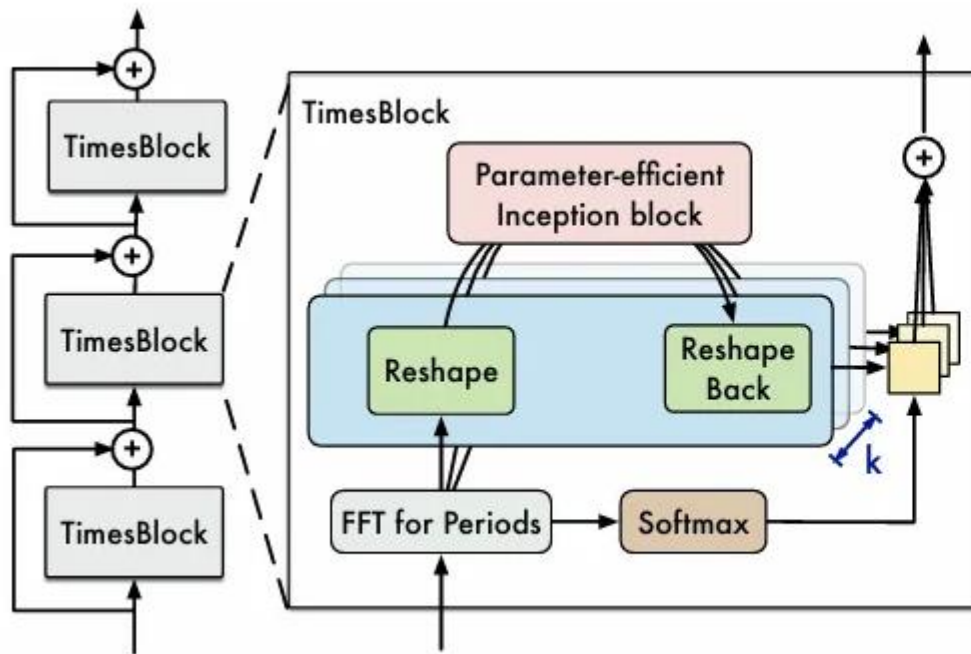 TimesBlock
TimesBlock
TimesBlock
TimesBlock
Parameter-efficient
Inception block
Reshape
Reshape
Back
k
FFT for Periods
Softmax